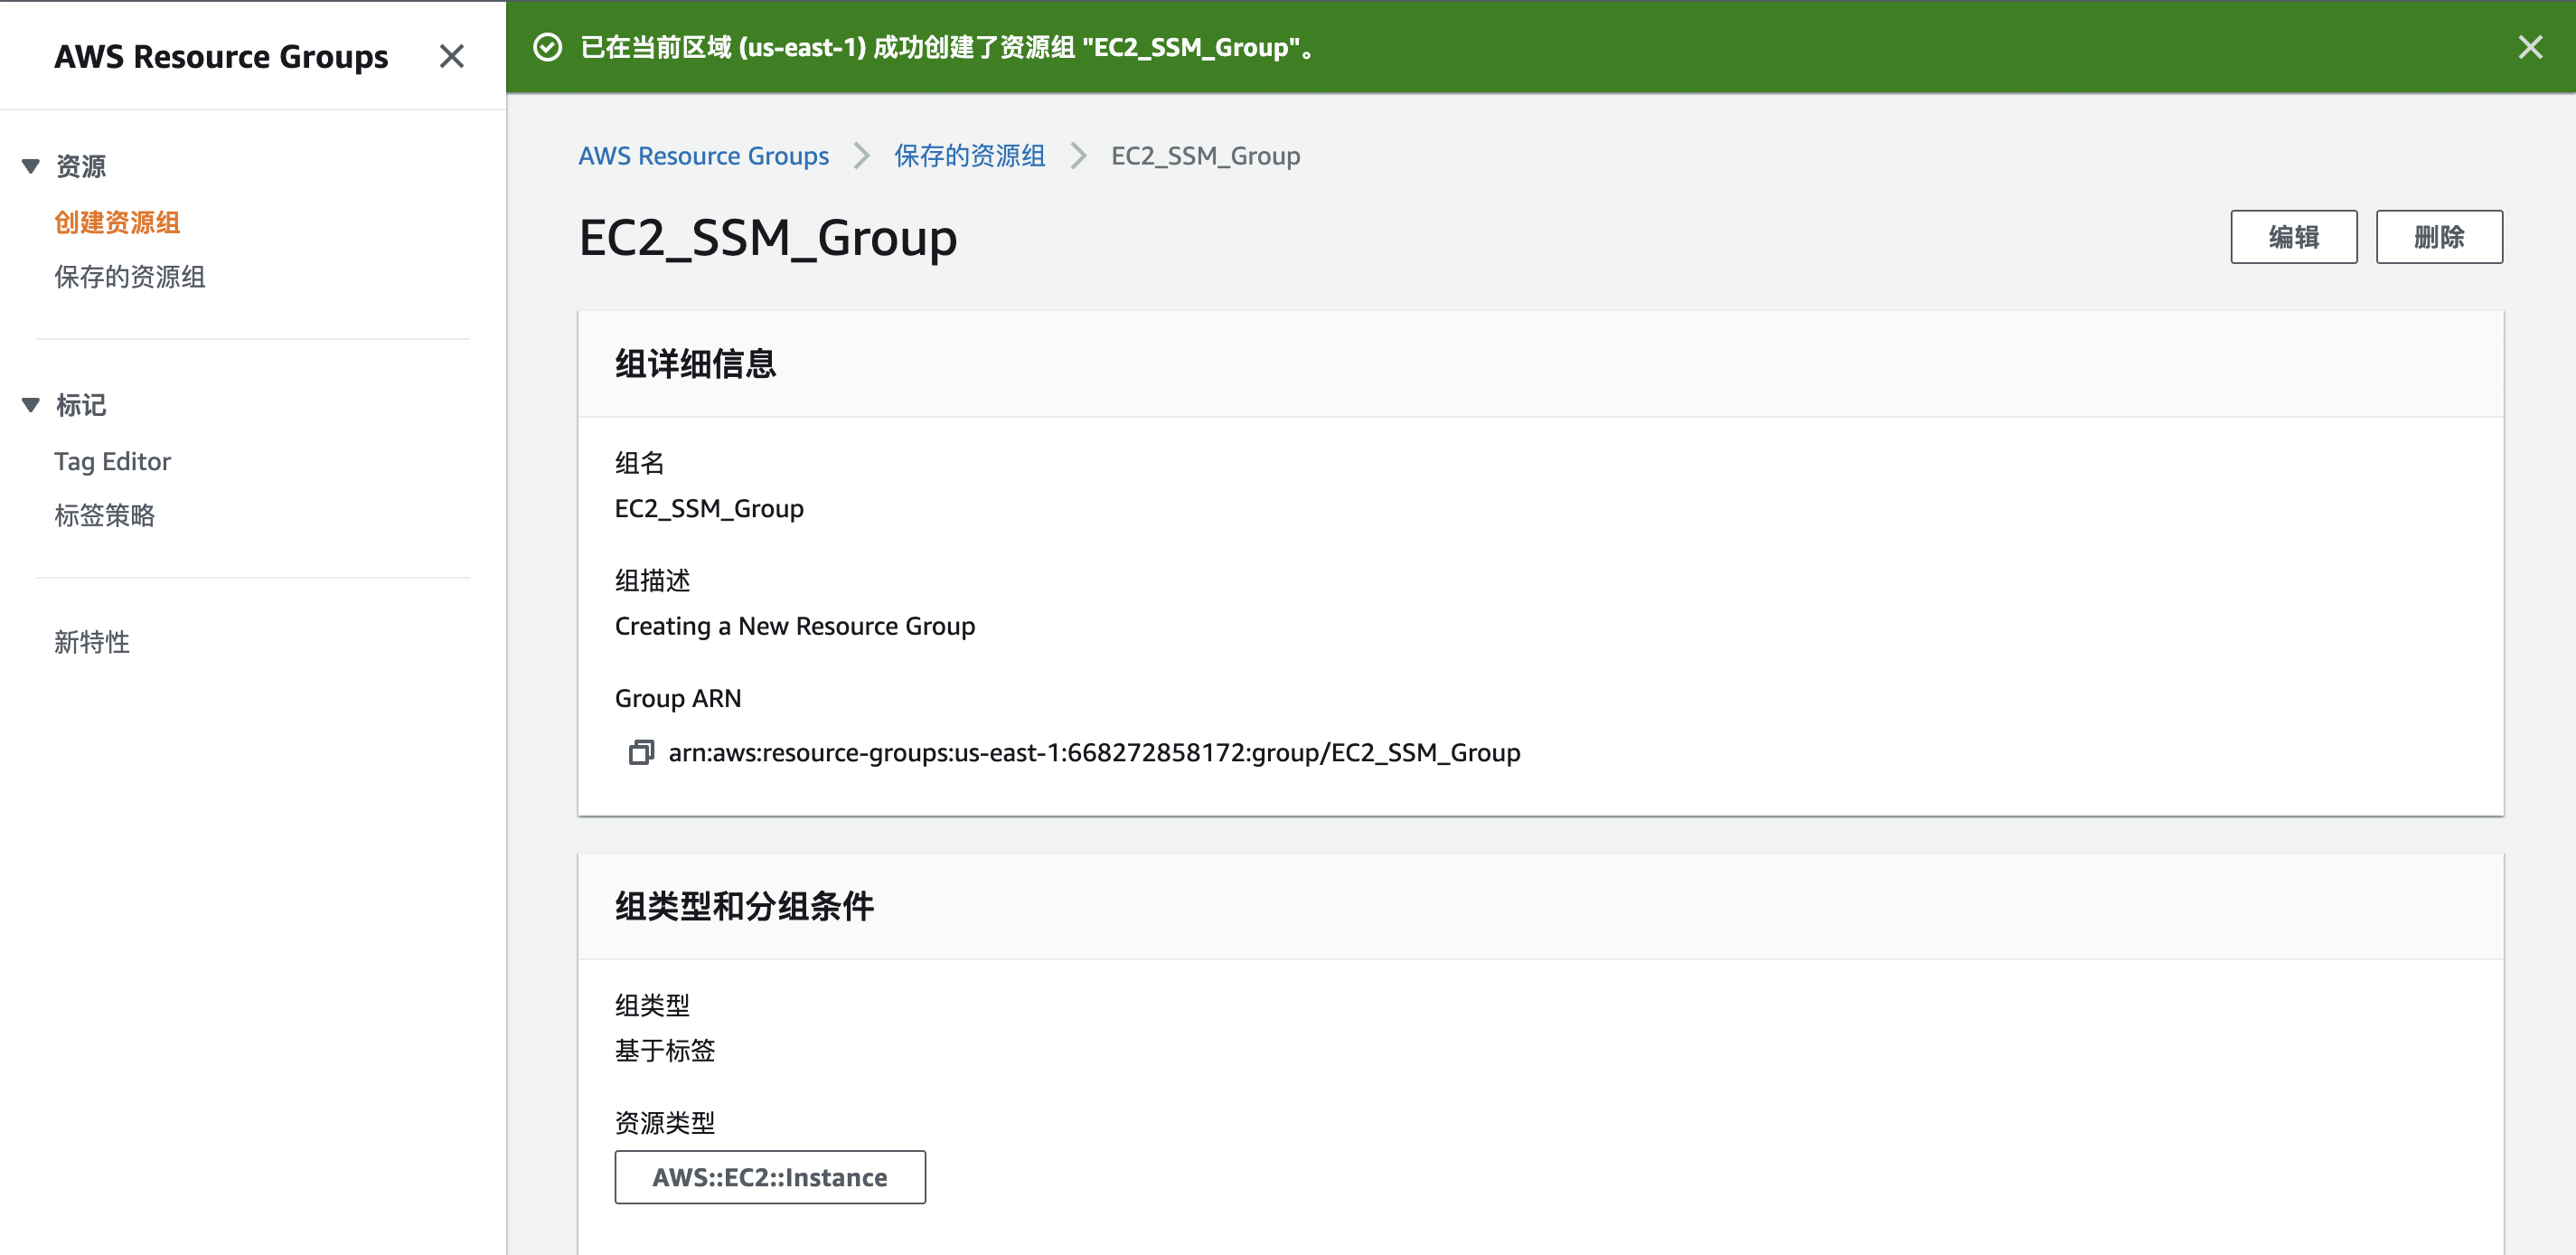 AWS Resource Groups
资源
创建资源组
保存的资源组
标记
Tag Editor
标签策略
新特性
已在当前区域 (us-east-1) 成功创建了资源组 "EC2_SSM_Group"。
AWS Resource Groups 保存的资源组 EC2_SSM_Group
EC2_SSM_Group
编辑 删除
组详细信息
组名
EC2_SSM_Group
组描述
Creating a New Resource Group
Group ARN
arn:aws:resource-groups:us-east-1:668272858172:group/EC2_SSM_Group
组类型和分组条件
组类型
基于标签
资源类型
AWS::EC2::Instance